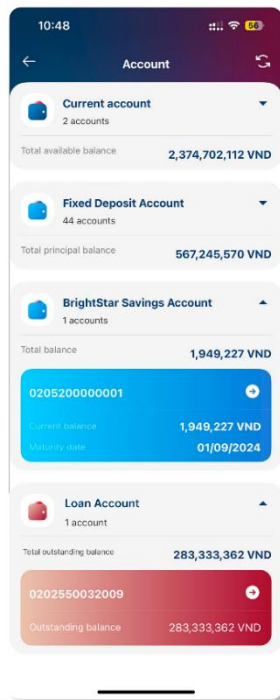 10:48
56
Account
Current account
2 accounts
Total available balance 2,374,702,112 VND
Fixed Deposit Account
44 accounts
Total principal balance 567,245,570 VND
BrightStar Savings Account
1 accounts
Total balance 1,949,227 VND
0205200000001
Current balance 1,949,227 VND
Maturity date 01/09/2024
Loan Account
1 account
Total outstanding balance 283,333,362 VND
0202550032009
Outstanding balance 283,333,362 VND